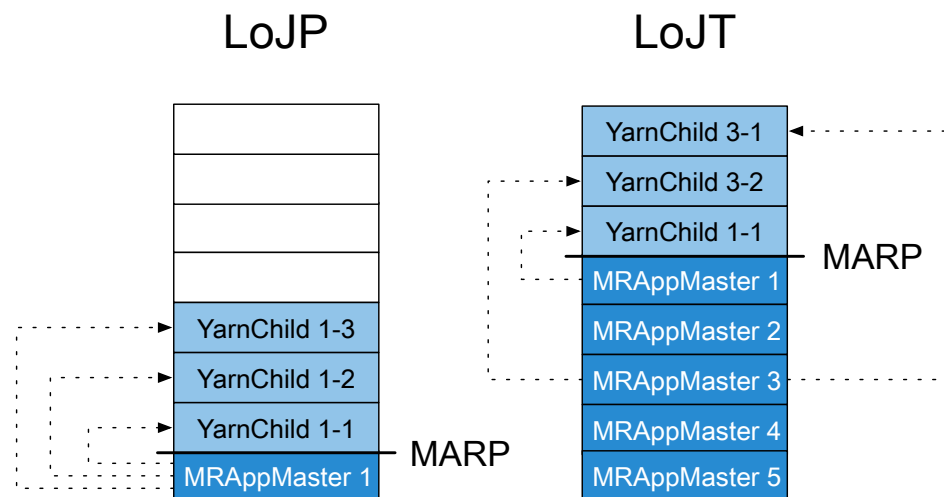 LoJP
YarnChild 1-3
YarnChild 1-2
YarnChild 1-1
MARP
MRAppMaster 1
LoJT
YarnChild 3-1
YarnChild 3-2
YarnChild 1-1
MARP
MRAppMaster 1
MRAppMaster 2
MRAppMaster 3
MRAppMaster 4
MRAppMaster 5